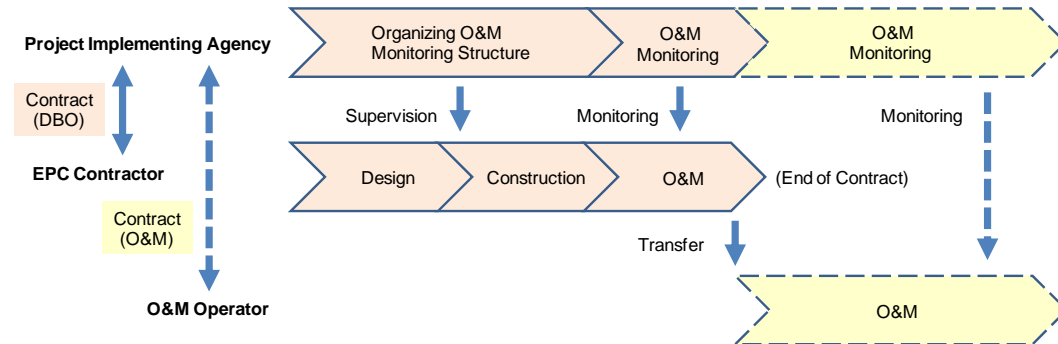 Project Implementing Agency
Organizing O&M
Monitoring Structure
O&M
Monitoring
O&M
Monitoring
Contract
(DBO)
Supervision
Monitoring
Monitoring
EPC Contractor
Design
Construction
O&M
(End of Contract)
Contract
(O&M)
Transfer
O&M Operator
O&M